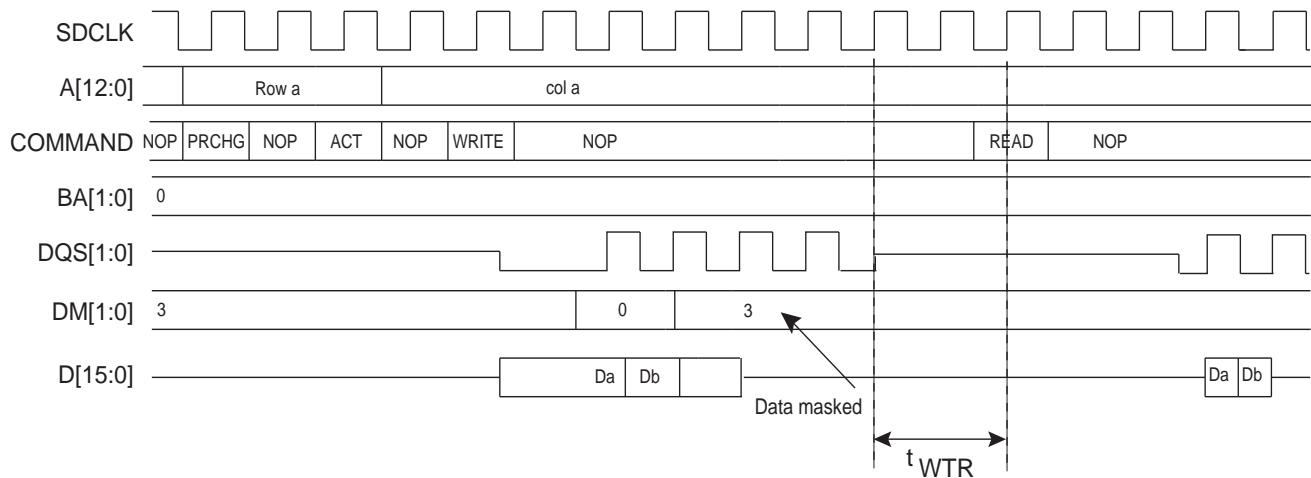 SDCLK
A[12:0] Row a col a
COMMAND NOP PRCHG NOP ACT NOP WRITE NOP READ NOP
BA[1:0] 0
DQS[1:0]
DM[1:0] 3 0 3
D[15:0] Da Db Da Db
Data masked
t WTR